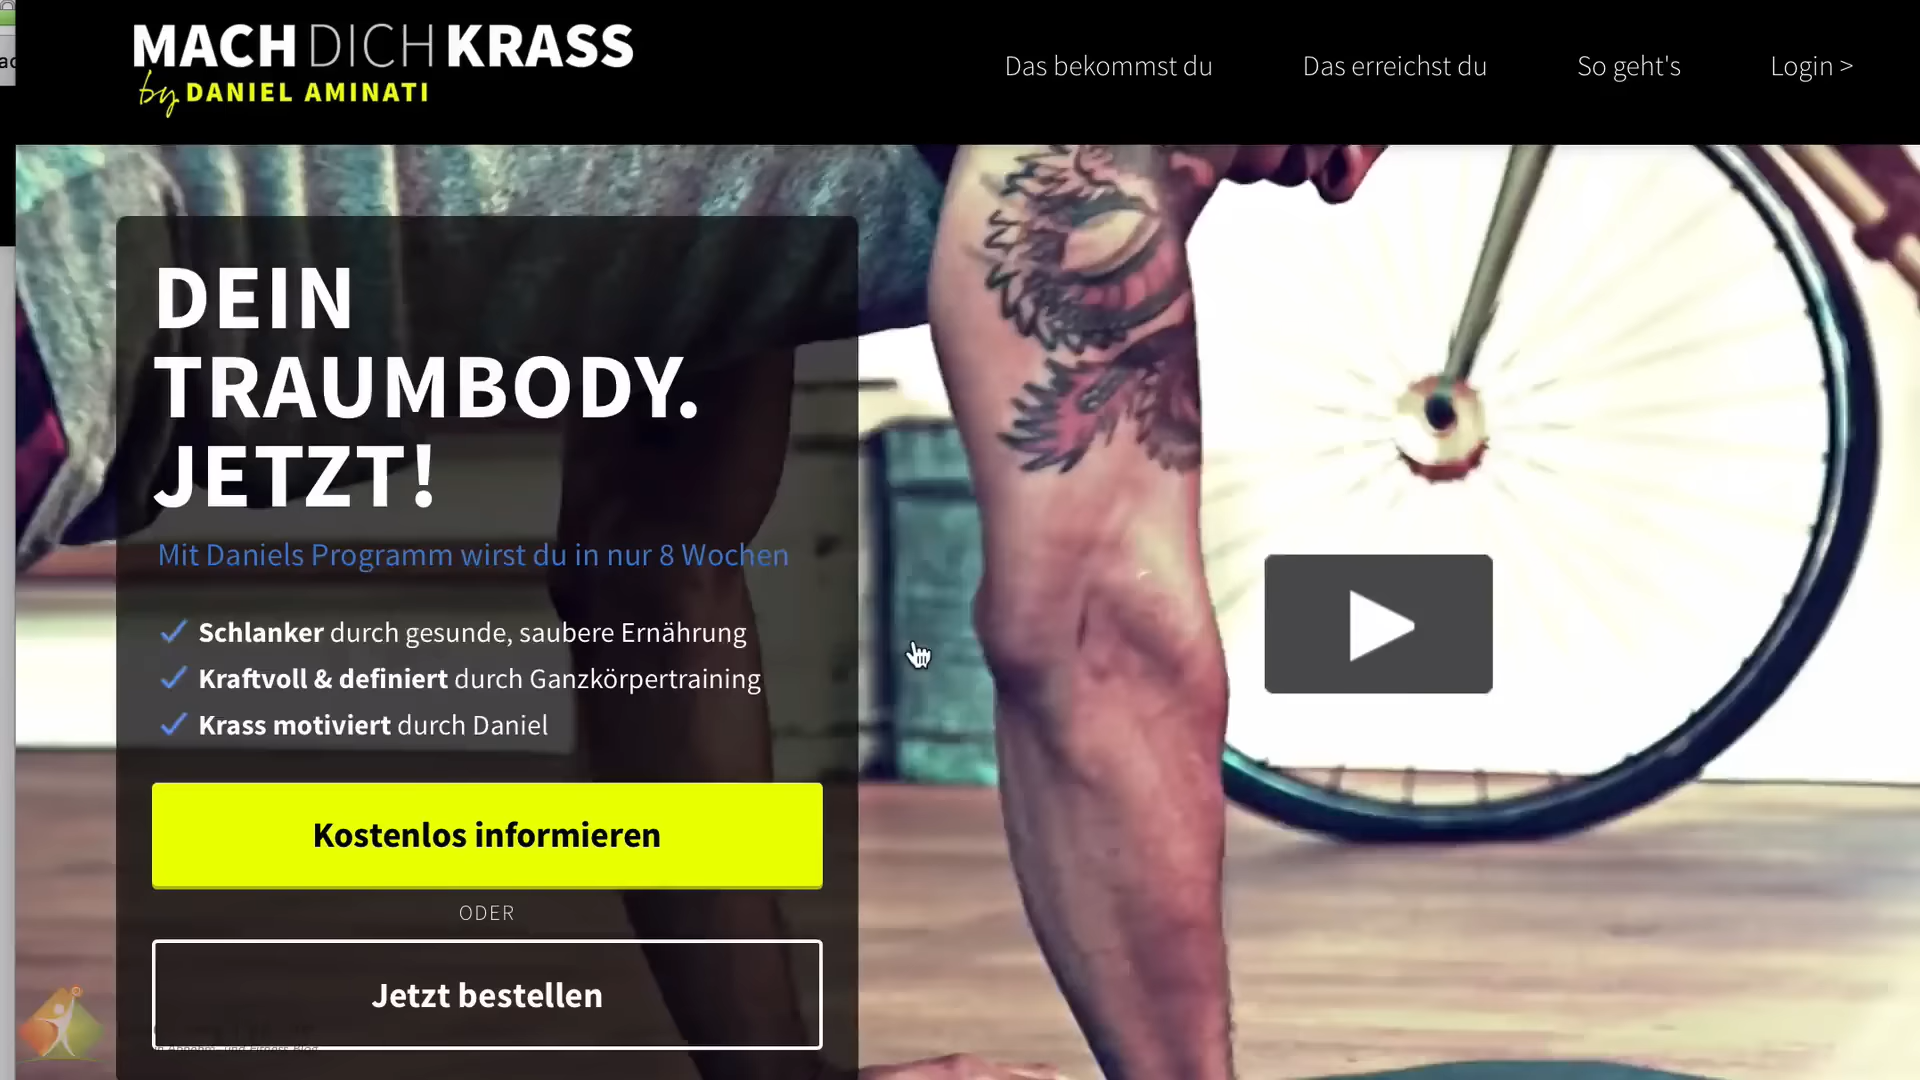 MACH DICH KRASS
by DANIEL AMINATI
Das bekommst du
Das erreichst du
So geht's
Login >
DEIN
TRAUMBODY.
JETZT!
Mit Daniels Programm wirst du in nur 8 Wochen
Schlanker durch gesunde, saubere Ernährung
Kraftvoll & definiert durch Ganzkörpertraining
Krass motiviert durch Daniel
Kostenlos informieren
ODER
Jetzt bestellen